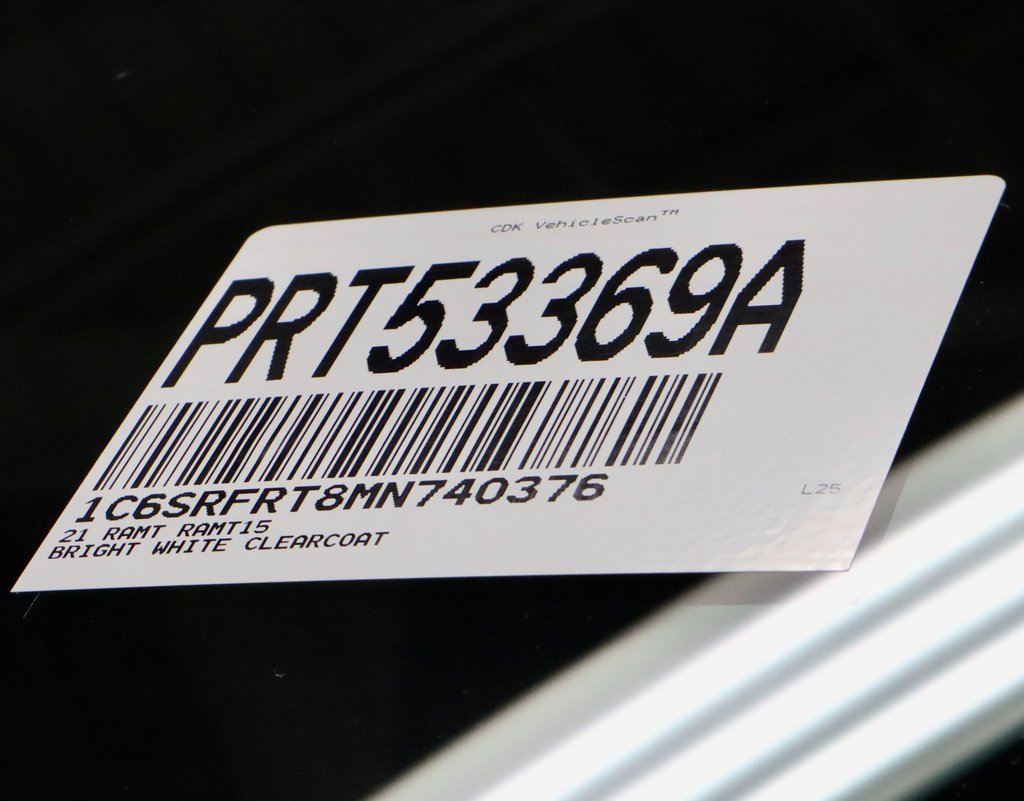 CDK VehicleScan™
PRT53369A
1C6SRFRT8MN740376
L25
21 RAMT RAMT15
BRIGHT WHITE CLEARCOAT